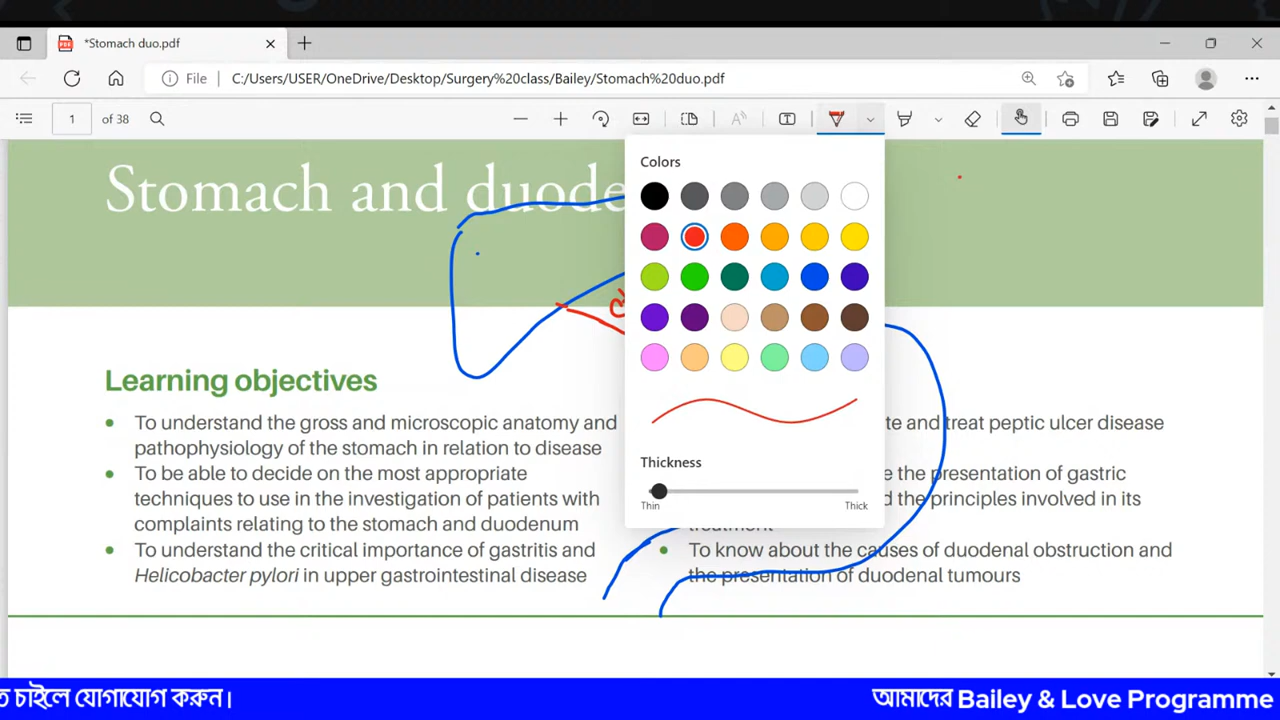 *Stomach duo.pdf
File C:/Users/USER/OneDrive/Desktop/Surgery%20class/Bailey/Stomach%20duo.pdf
1 of 38
Stomach and duode
Colors
Thickness
Thin Thick
Learning objectives
• To understand the gross and microscopic anatomy and
pathophysiology of the stomach in relation to disease
• To be able to decide on the most appropriate
techniques to use in the investigation of patients with
complaints relating to the stomach and duodenum
• To understand the critical importance of gastritis and
Helicobacter pylori in upper gastrointestinal disease
te and treat peptic ulcer disease
e the presentation of gastric
d the principles involved in its
treatment
• To know about the causes of duodenal obstruction and
the presentation of duodenal tumours
চাইলে যোগাযোগ করুন। আমাদের Bailey & Love Programme